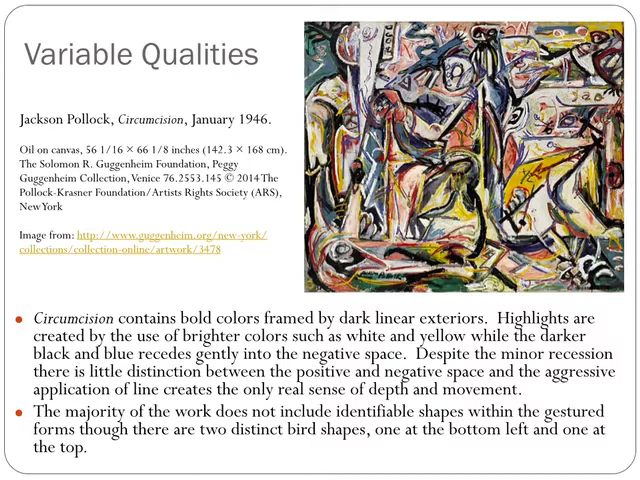 Variable Qualities
Jackson Pollock, Circumcision, January 1946.
Oil on canvas, 56 1/16 × 66 1/8 inches (142.3 × 168 cm).
The Solomon R. Guggenheim Foundation, Peggy
Guggenheim Collection, Venice 76.2553.145 © 2014 The
Pollock-Krasner Foundation/Artists Rights Society (ARS),
New York
Image from: http://www.guggenheim.org/new-york/
collections/collection-online/artwork/3478
• Circumcision contains bold colors framed by dark linear exteriors. Highlights are
created by the use of brighter colors such as white and yellow while the darker
black and blue recedes gently into the negative space. Despite the minor recession
there is little distinction between the positive and negative space and the aggressive
application of line creates the only real sense of depth and movement.
• The majority of the work does not include identifiable shapes within the gestured
forms though there are two distinct bird shapes, one at the bottom left and one at
the top.